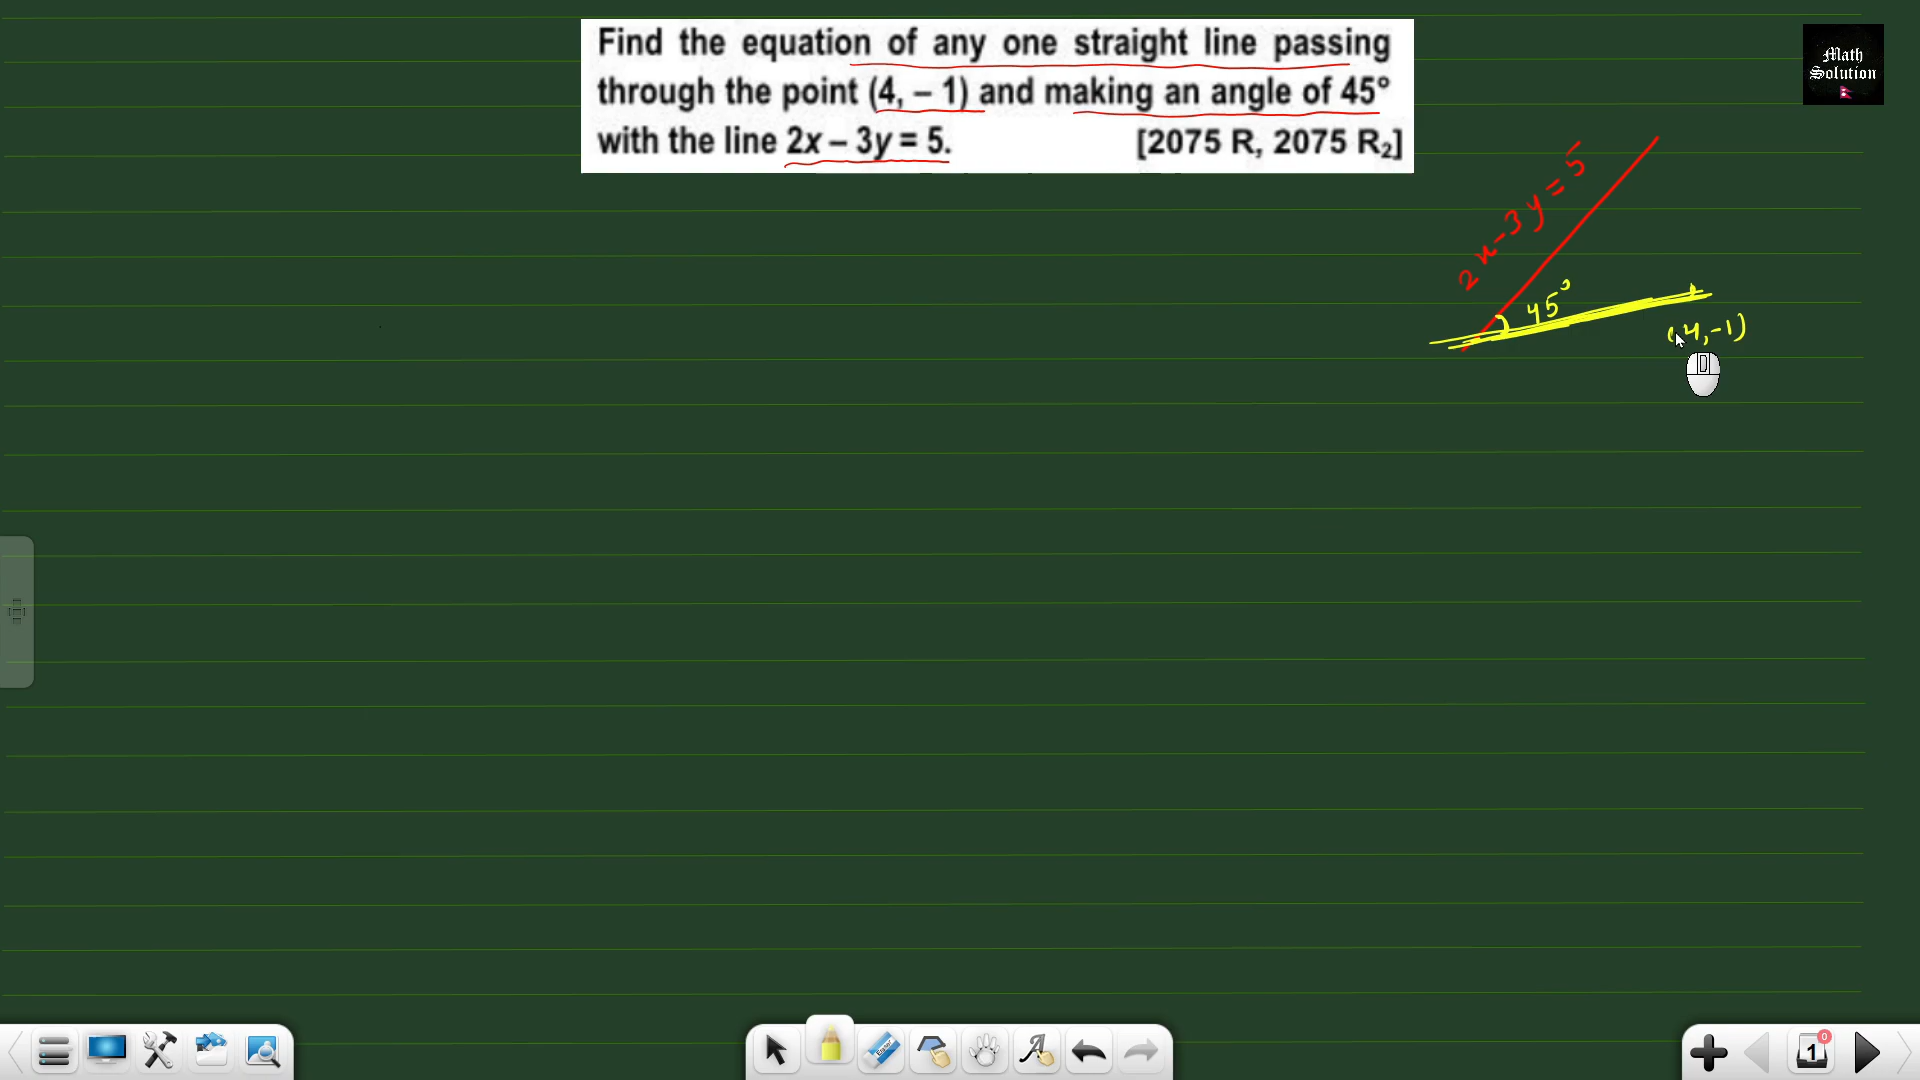 Find the equation of any one straight line passing
through the point (4, – 1) and making an angle of 45°
with the line 2x – 3y = 5. [2075 R, 2075 R₂]
Math
Solution
2x-3y=5
45°
(4,-1)
Eraser
A
1
0